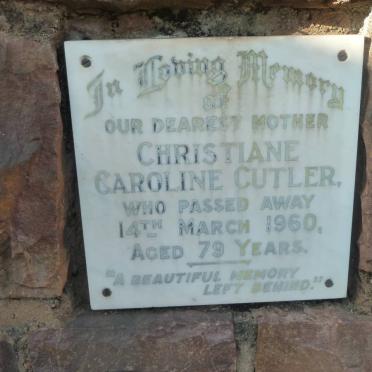 In Loving Memory
of
OUR DEAREST MOTHER
CHRISTIANE
CAROLINE CUTLER,
WHO PASSED AWAY
14TH MARCH 1960,
AGED 79 YEARS.
"A BEAUTIFUL MEMORY
LEFT BEHIND."